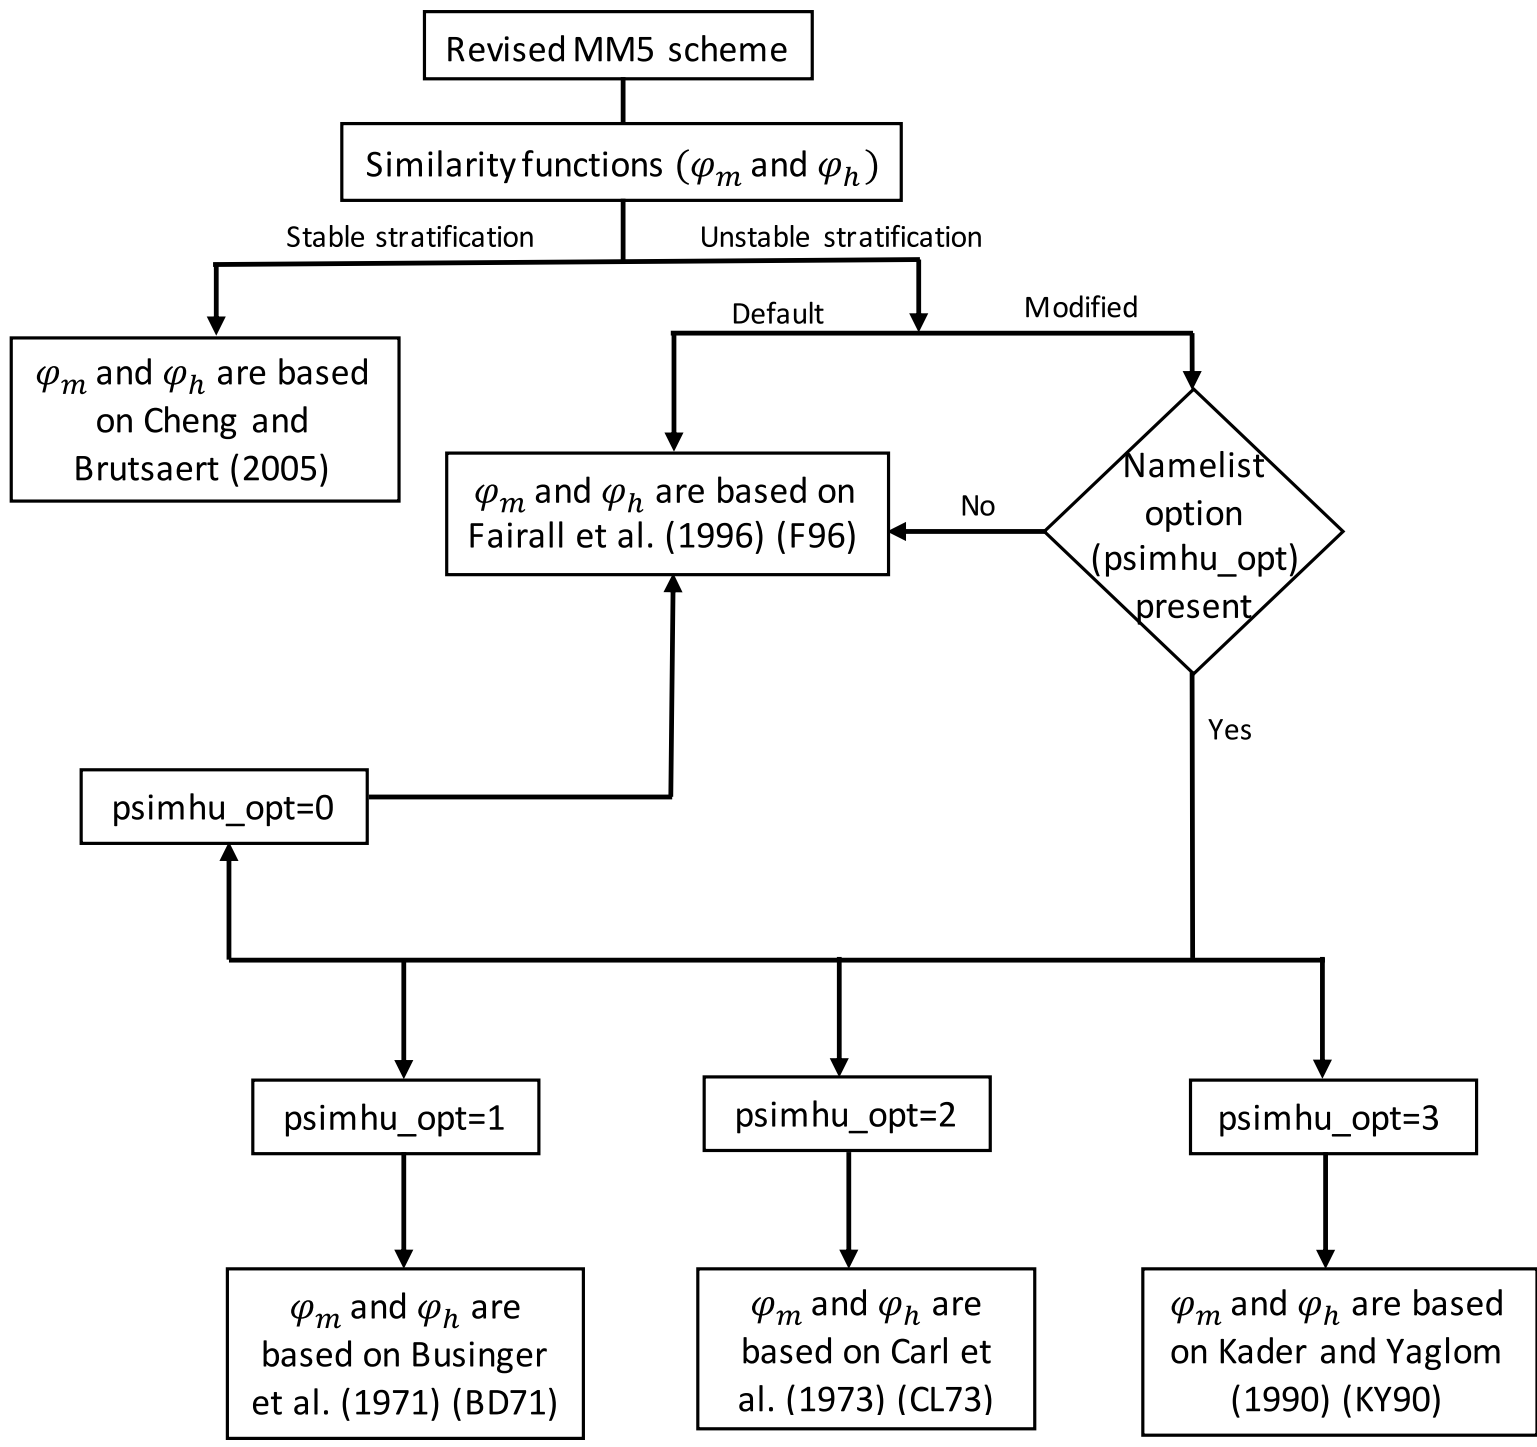 Revised MM5 scheme
Similarity functions (φm and φh)
Stable stratification
Unstable stratification
Default
Modified
φm and φh are based
on Cheng and
Brutsaert (2005)
φm and φh are based on
Fairall et al. (1996) (F96)
No
Namelist
option
(psimhu_opt)
present
Yes
psimhu_opt=0
psimhu_opt=1
psimhu_opt=2
psimhu_opt=3
φm and φh are
based on Businger
et al. (1971) (BD71)
φm and φh are
based on Carl et
al. (1973) (CL73)
φm and φh are based
on Kader and Yaglom
(1990) (KY90)